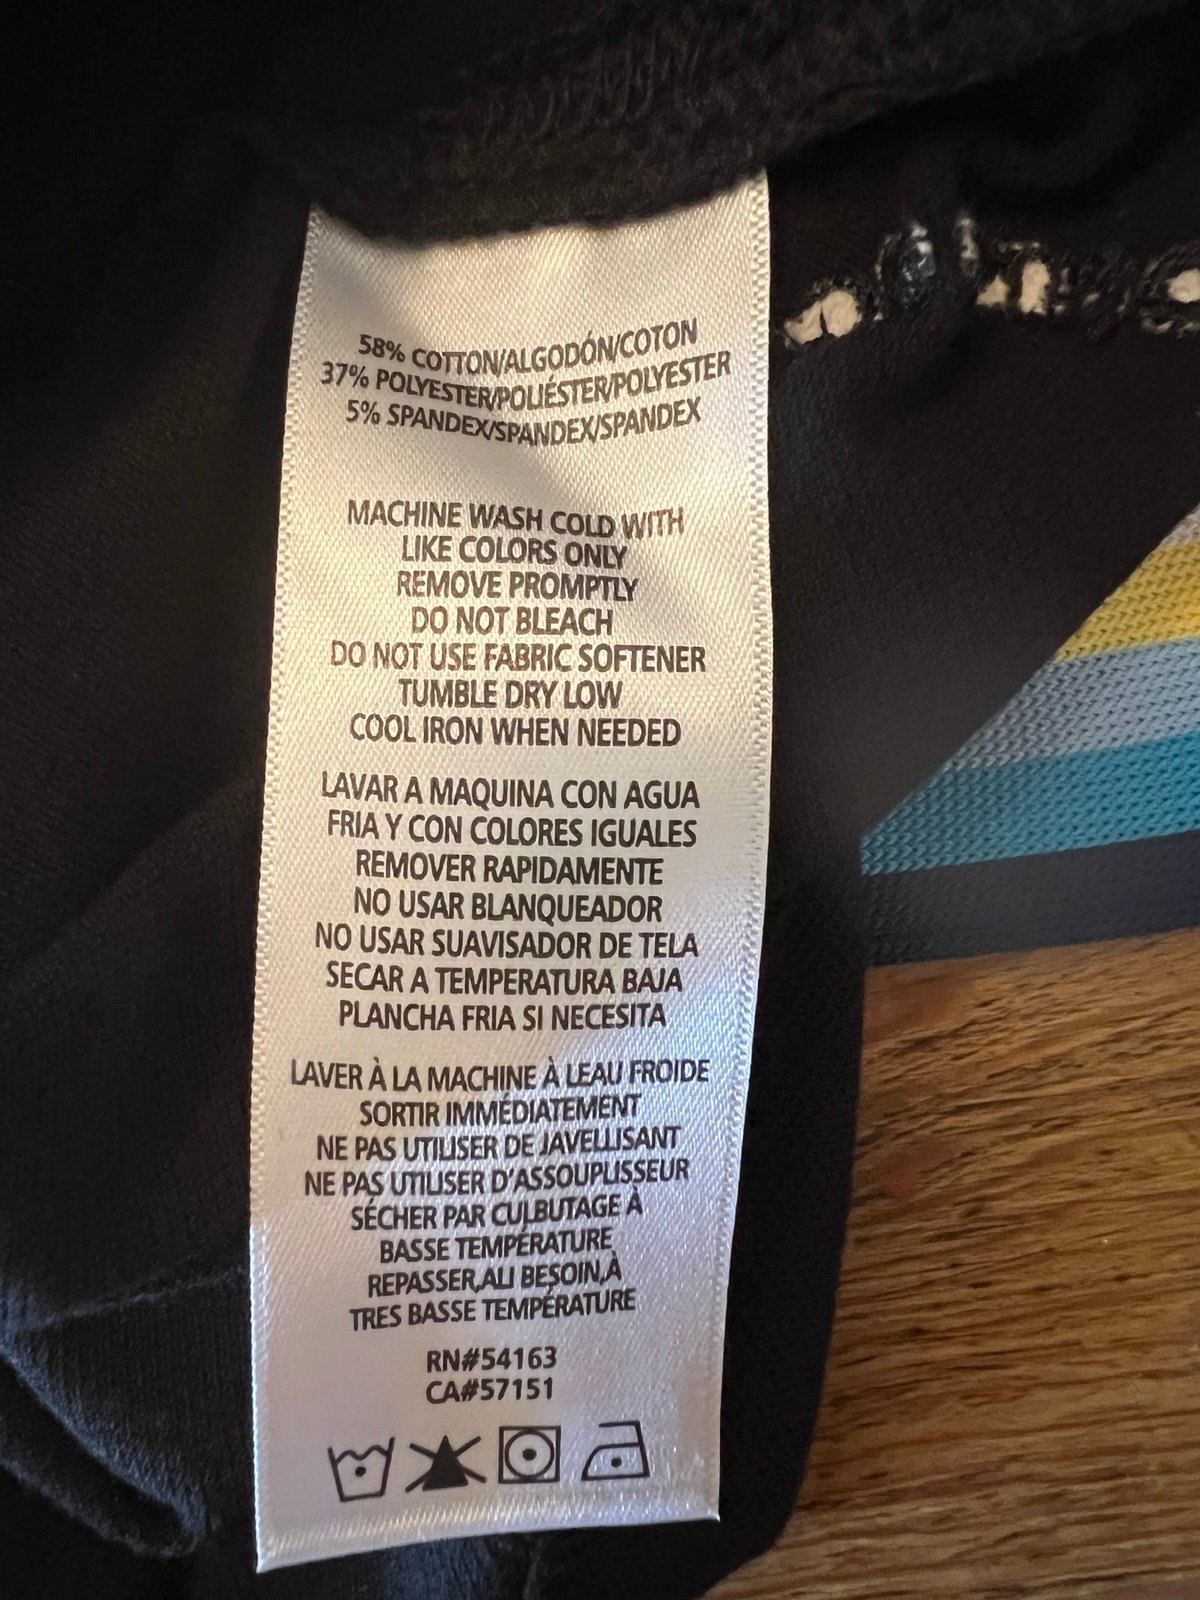 58% COTTON/ALGODÓN/COTON
37% POLYESTER/POLIÉSTER/POLYESTER
5% SPANDEX/SPANDEX/SPANDEX
MACHINE WASH COLD WITH
LIKE COLORS ONLY
REMOVE PROMPTLY
DO NOT BLEACH
DO NOT USE FABRIC SOFTENER
TUMBLE DRY LOW
COOL IRON WHEN NEEDED
LAVAR A MAQUINA CON AGUA
FRIA Y CON COLORES IGUALES
REMOVER RAPIDAMENTE
NO USAR BLANQUEADOR
NO USAR SUAVISADOR DE TELA
SECAR A TEMPERATURA BAJA
PLANCHA FRIA SI NECESITA
LAVER À LA MACHINE À LEAU FROIDE
SORTIR IMMÉDIATEMENT
NE PAS UTILISER DE JAVELLISANT
NE PAS UTILISER D'ASSOUPLISSEUR
SÉCHER PAR CULBUTAGE À
BASSE TEMPÉRATURE
REPASSER,ALI BESOIN,À
TRES BASSE TEMPÉRATURE
RN#54163
CA#57151